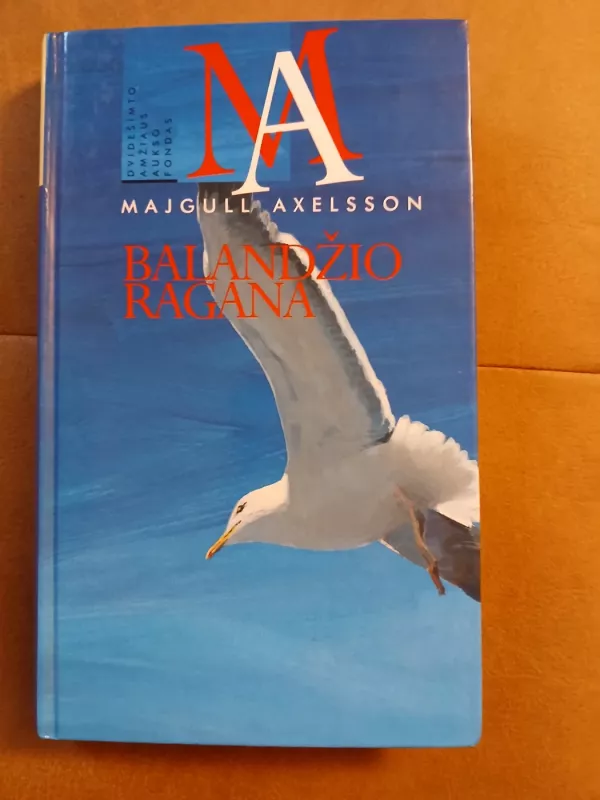 DVIDEŠIMTO
AMŽIAUS
AUKSO
FONDAS
MA
MAJGULL AXELSSON
BALANDŽIO
RAGANA